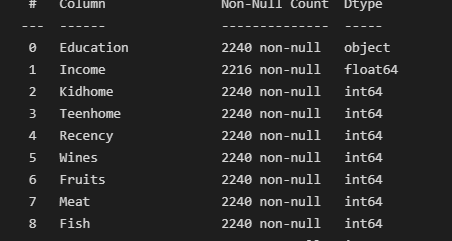 #   Column      Non-Null Count  Dtype
---  ------      --------------  -----
0   Education   2240 non-null   object
1   Income      2216 non-null   float64
2   Kidhome     2240 non-null   int64
3   Teenhome    2240 non-null   int64
4   Recency     2240 non-null   int64
5   Wines       2240 non-null   int64
6   Fruits      2240 non-null   int64
7   Meat        2240 non-null   int64
8   Fish        2240 non-null   int64